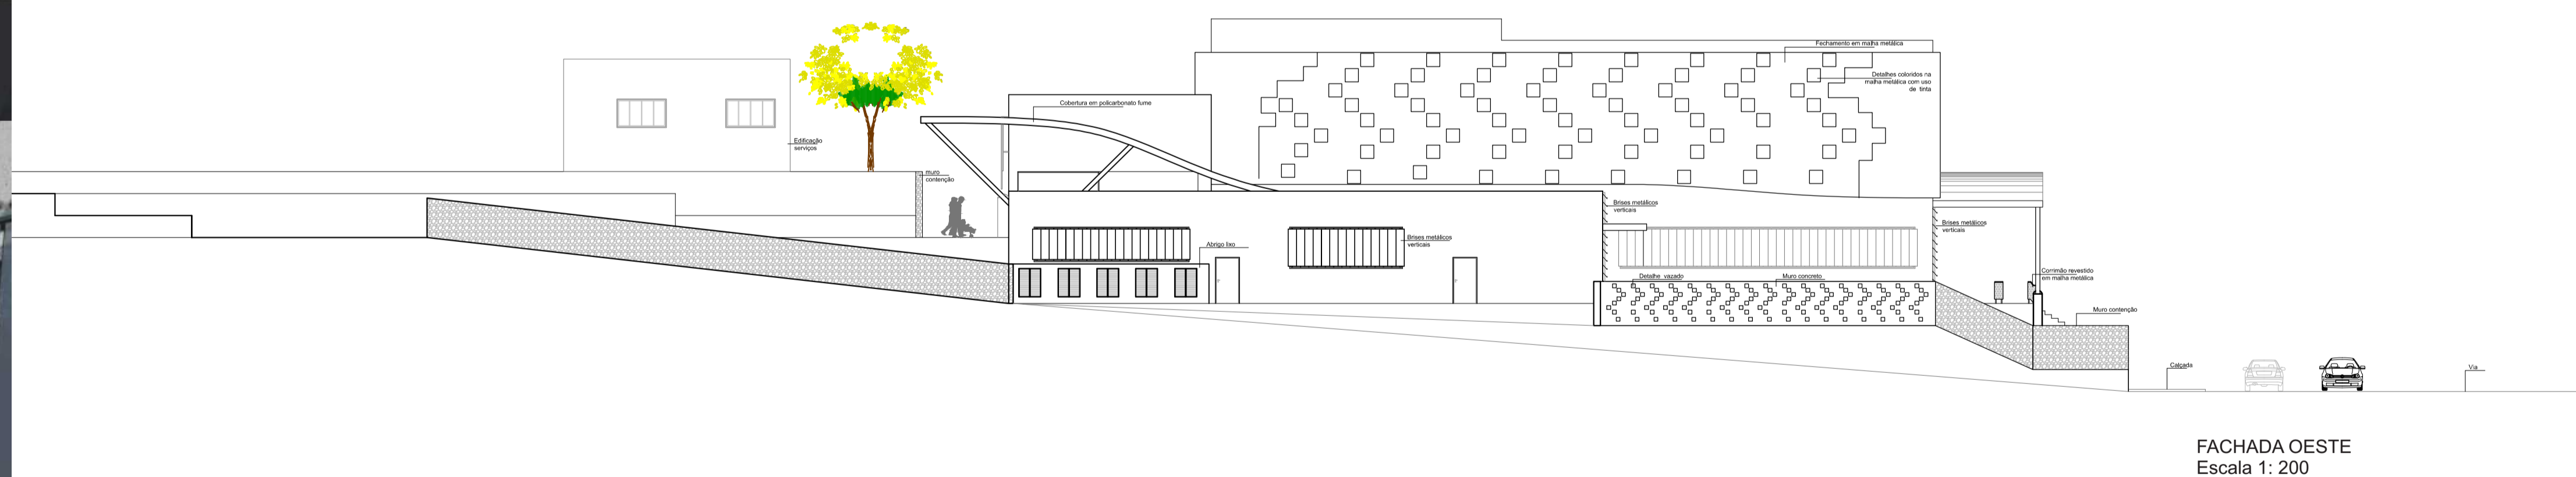 Fechamento em malha metálica
Detalhes coloridos na
malha metálica com uso
de tinta
Cobertura em policarbonato fume
Edificação
serviços
muro
contenção
Brises metálicos
verticais
Brises metálicos
verticais
Brises metálicos
verticais
Abrigo lixo
Detalhe vazado
Muro concreto
Corrimão revestido
em malha metálica
Muro contenção
Calçada
Via
FACHADA OESTE
Escala 1: 200